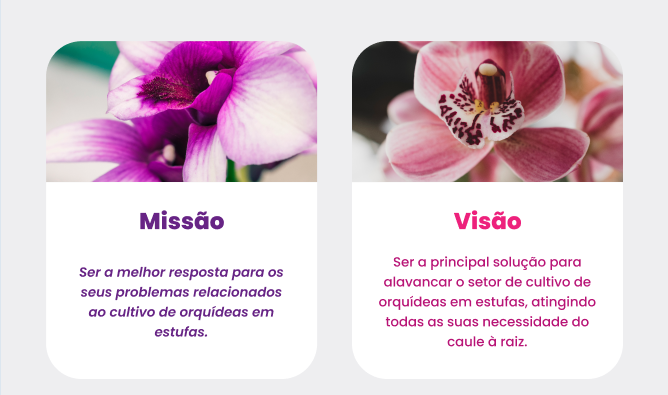 Missão
Ser a melhor resposta para os
seus problemas relacionados
ao cultivo de orquídeas em
estufas.
Visão
Ser a principal solução para
alavancar o setor de cultivo de
orquídeas em estufas, atingindo
todas as suas necessidade do
caule à raiz.